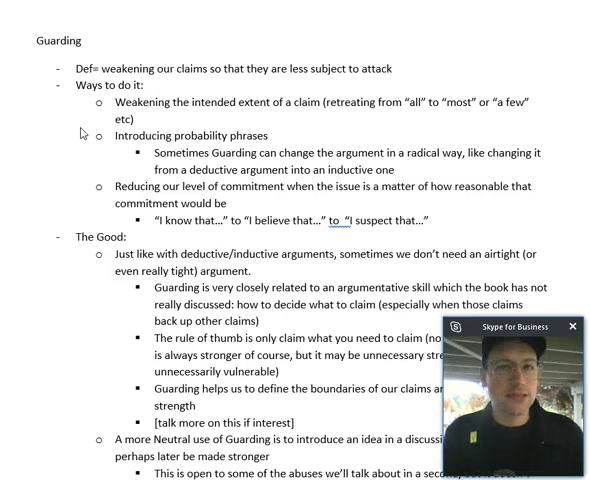 Guarding
- Def= weakening our claims so that they are less subject to attack
- Ways to do it:
o Weakening the intended extent of a claim (retreating from “all” to “most” or “a few”
etc)
o Introducing probability phrases
▪ Sometimes Guarding can change the argument in a radical way, like changing it
from a deductive argument into an inductive one
o Reducing our level of commitment when the issue is a matter of how reasonable that
commitment would be
▪ “I know that…” to “I believe that…” to “I suspect that…”
- The Good:
o Just like with deductive/inductive arguments, sometimes we don’t need an airtight (or
even really tight) argument.
▪ Guarding is very closely related to an argumentative skill which the book has not
really discussed: how to decide what to claim (especially when those claims
back up other claims)
Skype for Business
▪ The rule of thumb is only claim what you need to claim (no
is always stronger of course, but it may be unnecessary
unnecessarily vulnerable)
▪ Guarding helps us to define the boundaries of our claims
strength
▪ [talk more on this if interest]
o A more Neutral use of Guarding is to introduce an idea in a
perhaps later be made stronger
▪ This is open to some of the abuses we’ll talk about in a